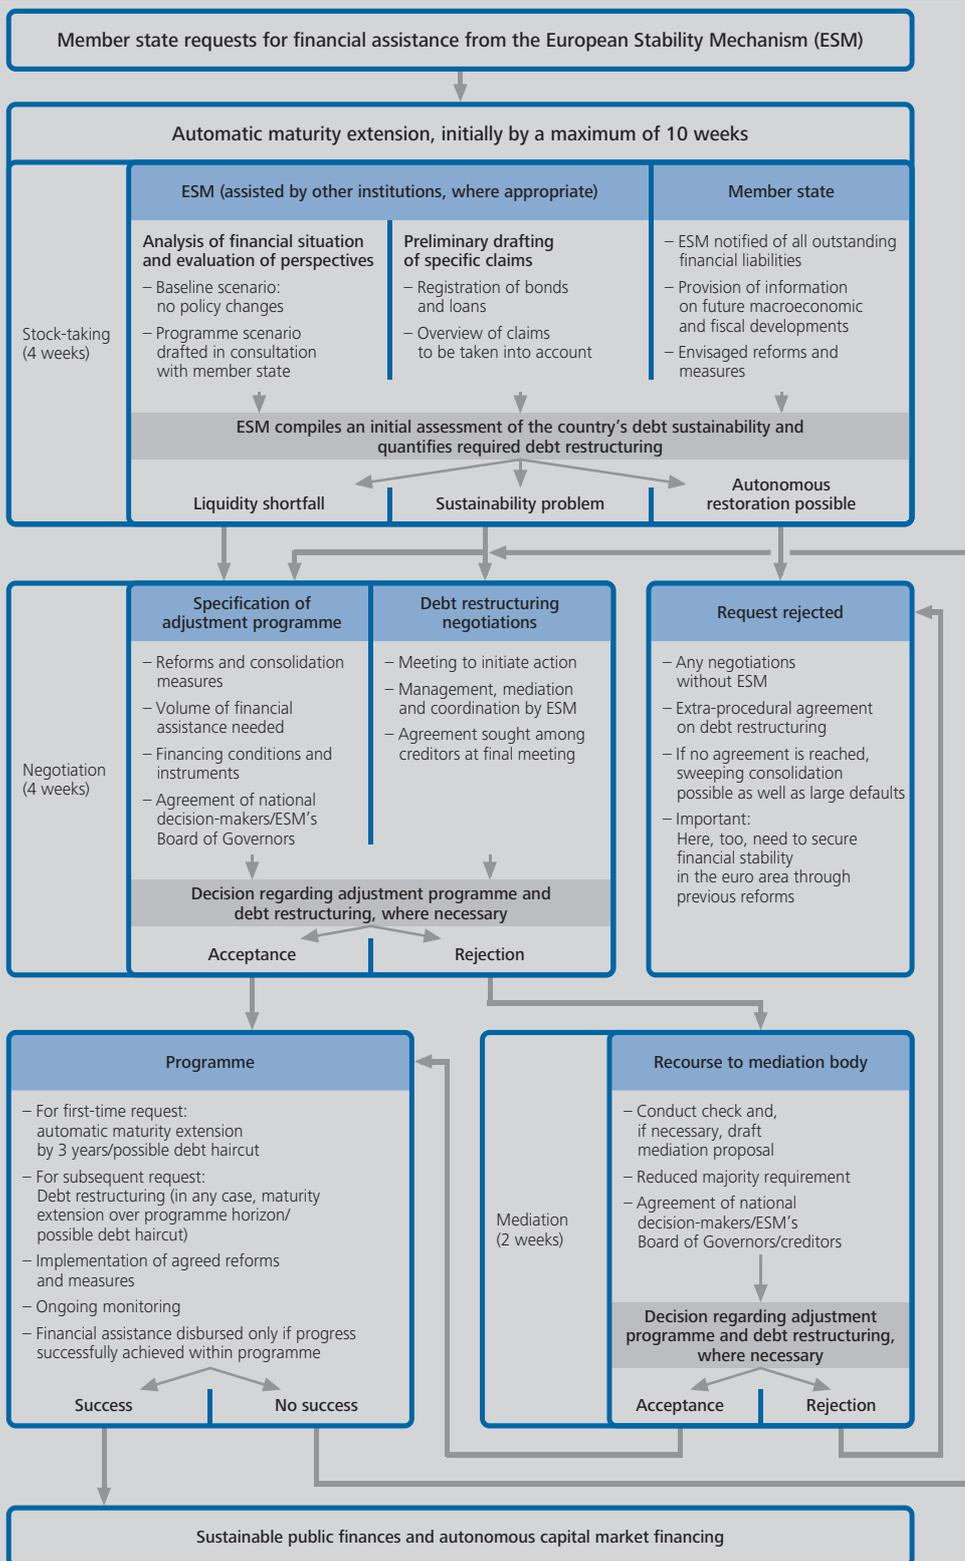 Member state requests for financial assistance from the European Stability Mechanism (ESM)
Automatic maturity extension, initially by a maximum of 10 weeks
Stock-taking
(4 weeks)
ESM (assisted by other institutions, where appropriate)
Analysis of financial situation
and evaluation of perspectives
– Baseline scenario:
no policy changes
– Programme scenario
drafted in consultation
with member state
Preliminary drafting
of specific claims
– Registration of bonds
and loans
– Overview of claims
to be taken into account
Member state
– ESM notified of all outstanding
financial liabilities
– Provision of information
on future macroeconomic
and fiscal developments
– Envisaged reforms and
measures
ESM compiles an initial assessment of the country’s debt sustainability and
quantifies required debt restructuring
Liquidity shortfall
Sustainability problem
Autonomous
restoration possible
Negotiation
(4 weeks)
Specification of
adjustment programme
– Reforms and consolidation
measures
– Volume of financial
assistance needed
– Financing conditions and
instruments
– Agreement of national
decision-makers/ESM’s
Board of Governors
Debt restructuring
negotiations
– Meeting to initiate action
– Management, mediation
and coordination by ESM
– Agreement sought among
creditors at final meeting
Decision regarding adjustment programme and
debt restructuring, where necessary
Acceptance
Rejection
Request rejected
– Any negotiations
without ESM
– Extra-procedural agreement
on debt restructuring
– If no agreement is reached,
sweeping consolidation
possible as well as large defaults
– Important:
Here, too, need to secure
financial stability
in the euro area through
previous reforms
Programme
– For first-time request:
automatic maturity extension
by 3 years/possible debt haircut
– For subsequent request:
Debt restructuring (in any case, maturity
extension over programme horizon/
possible debt haircut)
– Implementation of agreed reforms
and measures
– Ongoing monitoring
– Financial assistance disbursed only if progress
successfully achieved within programme
Success
No success
Mediation
(2 weeks)
Recourse to mediation body
– Conduct check and,
if necessary, draft
mediation proposal
– Reduced majority requirement
– Agreement of national
decision-makers/ESM’s
Board of Governors/creditors
Decision regarding adjustment
programme and debt restructuring,
where necessary
Acceptance
Rejection
Sustainable public finances and autonomous capital market financing